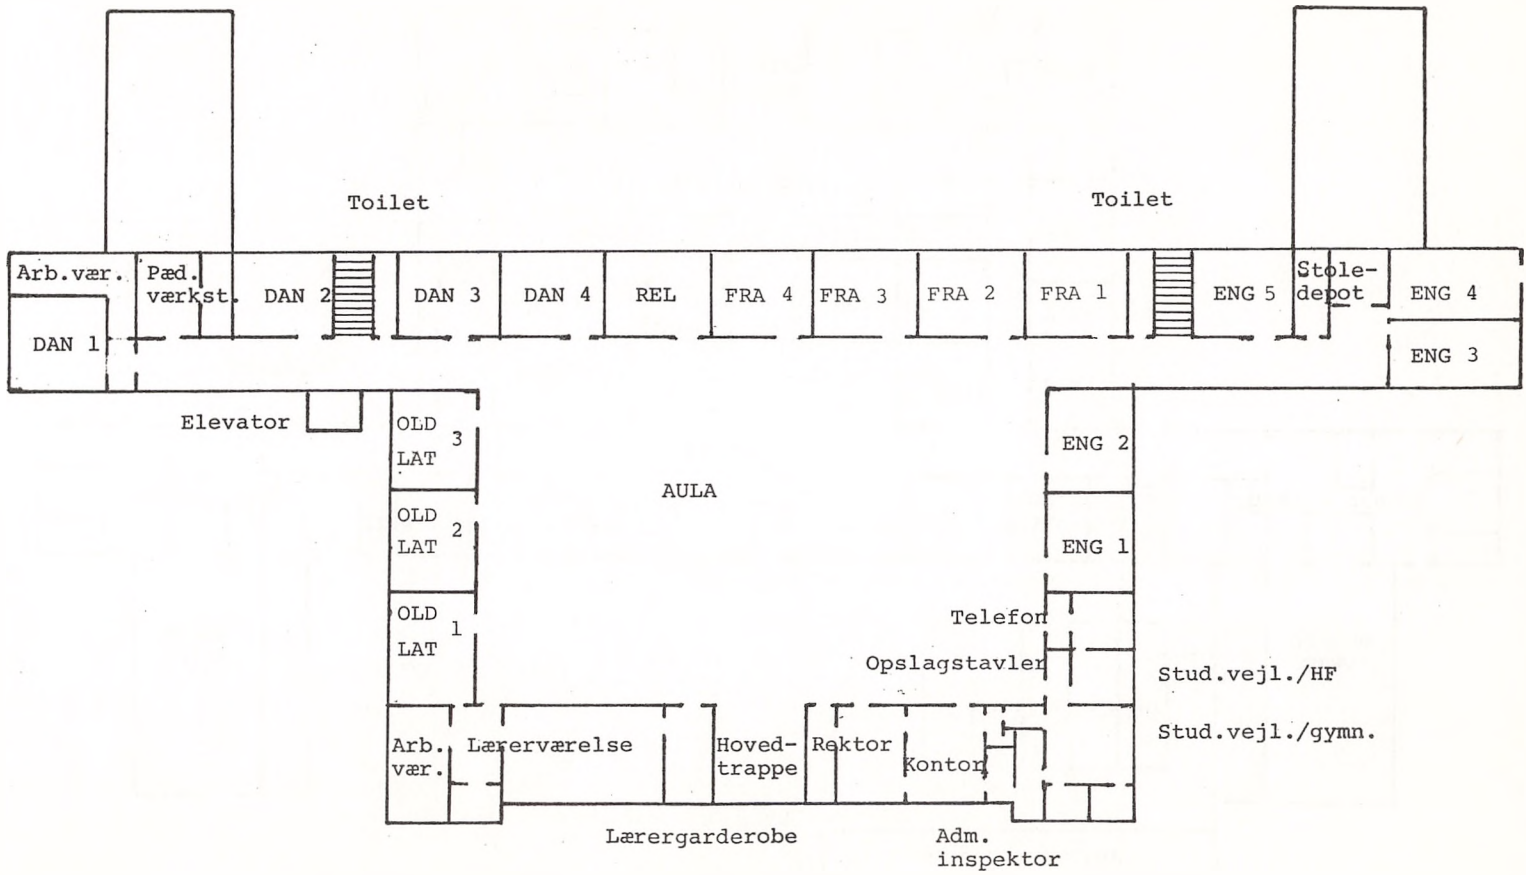 Toilet
Toilet
Arb.vær.
Pæd.
værkst.
DAN 2
DAN 3
DAN 4
REL
FRA 4
FRA 3
FRA 2
FRA 1
ENG 5
Stole-
depot
ENG 4
DAN 1
ENG 3
Elevator
OLD
LAT
3
OLD
LAT
2
OLD
LAT
1
AULA
ENG 2
ENG 1
Telefon
Opslagstavler
Stud.vejl./HF
Stud.vejl./gymn.
Arb.
vær.
Lærerværelse
Hoved-
trappe
Rektor
Kontor
Lærergarderobe
Adm.
inspektor